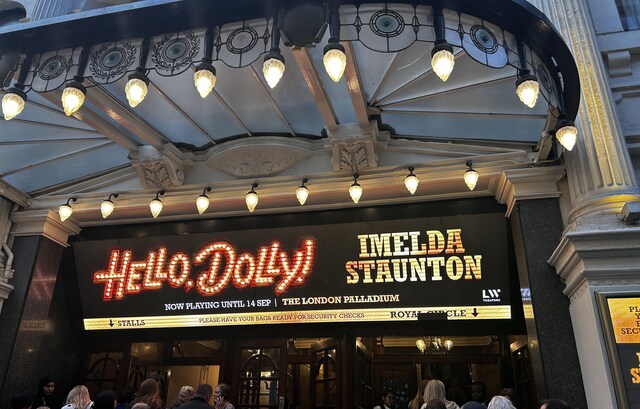 HELLO, DOLLY!
IMELDA
STAUNTON
NOW PLAYING UNTIL 14 SEP | THE LONDON PALLADIUM
LW
THEATRES
↓ STALLS
PLEASE HAVE YOUR BAGS READY FOR SECURITY CHECKS
ROYAL CIRCLE ↓